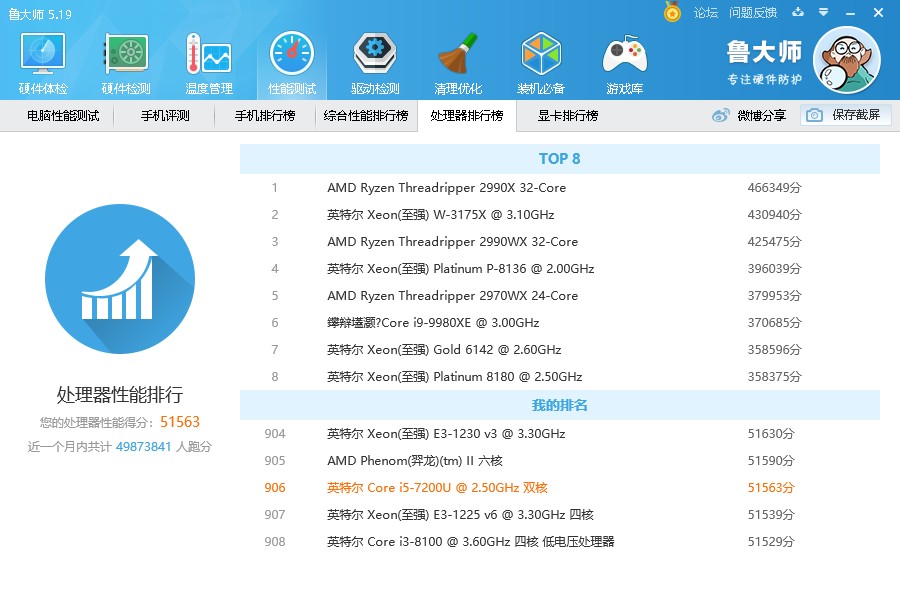 鲁大师 5.19
论坛 问题反馈
硬件体检 硬件检测 温度管理 性能测试 驱动检测 清理优化 装机必备 游戏库
鲁大师
专注硬件防护
电脑性能测试 手机评测 手机排行榜 综合性能排行榜 处理器排行榜 显卡排行榜 微博分享 保存截屏
TOP 8
1 AMD Ryzen Threadripper 2990X 32-Core 466349分
2 英特尔 Xeon(至强) W-3175X @ 3.10GHz 430940分
3 AMD Ryzen Threadripper 2990WX 32-Core 425475分
4 英特尔 Xeon(至强) Platinum P-8136 @ 2.00GHz 396039分
5 AMD Ryzen Threadripper 2970WX 24-Core 379953分
6 ?Core i9-9980XE @ 3.00GHz 370685分
7 英特尔 Xeon(至强) Gold 6142 @ 2.60GHz 358596分
8 英特尔 Xeon(至强) Platinum 8180 @ 2.50GHz 358375分
处理器性能排行
您的处理器性能得分: 51563
近一个月内共计 49873841 人跑分
我的排名
904 英特尔 Xeon(至强) E3-1230 v3 @ 3.30GHz 51630分
905 AMD Phenom(羿龙)(tm) II 六核 51590分
906 英特尔 Core i5-7200U @ 2.50GHz 双核 51563分
907 英特尔 Xeon(至强) E3-1225 v6 @ 3.30GHz 四核 51539分
908 英特尔 Core i3-8100 @ 3.60GHz 四核 低电压处理器 51529分